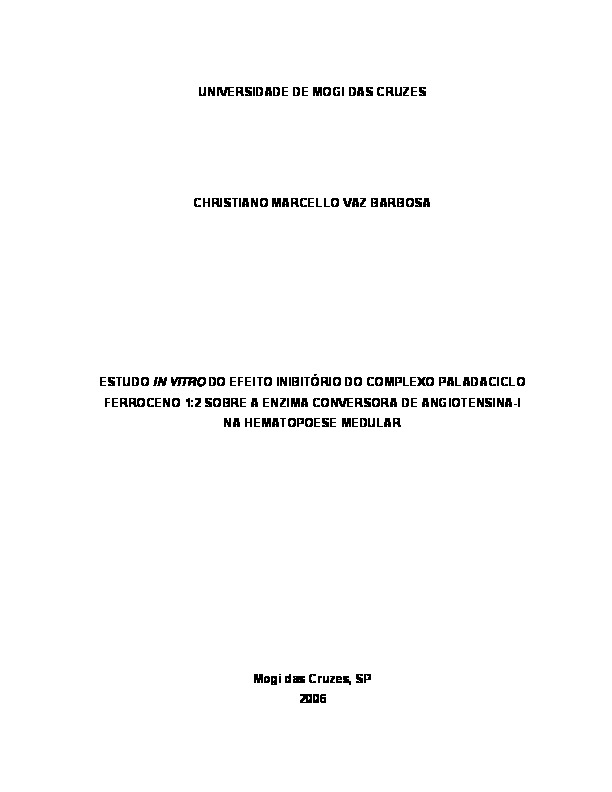 UNIVERSIDADE DE MOGI DAS CRUZES
CHRISTIANO MARCELLO VAZ BARBOSA
ESTUDO IN VITRO DO EFEITO INIBITÓRIO DO COMPLEXO PALADACICLO
FERROCENO 1:2 SOBRE A ENZIMA CONVERSORA DE ANGIOTENSINA-I
NA HEMATOPOESE MEDULAR
Mogi das Cruzes, SP
2006